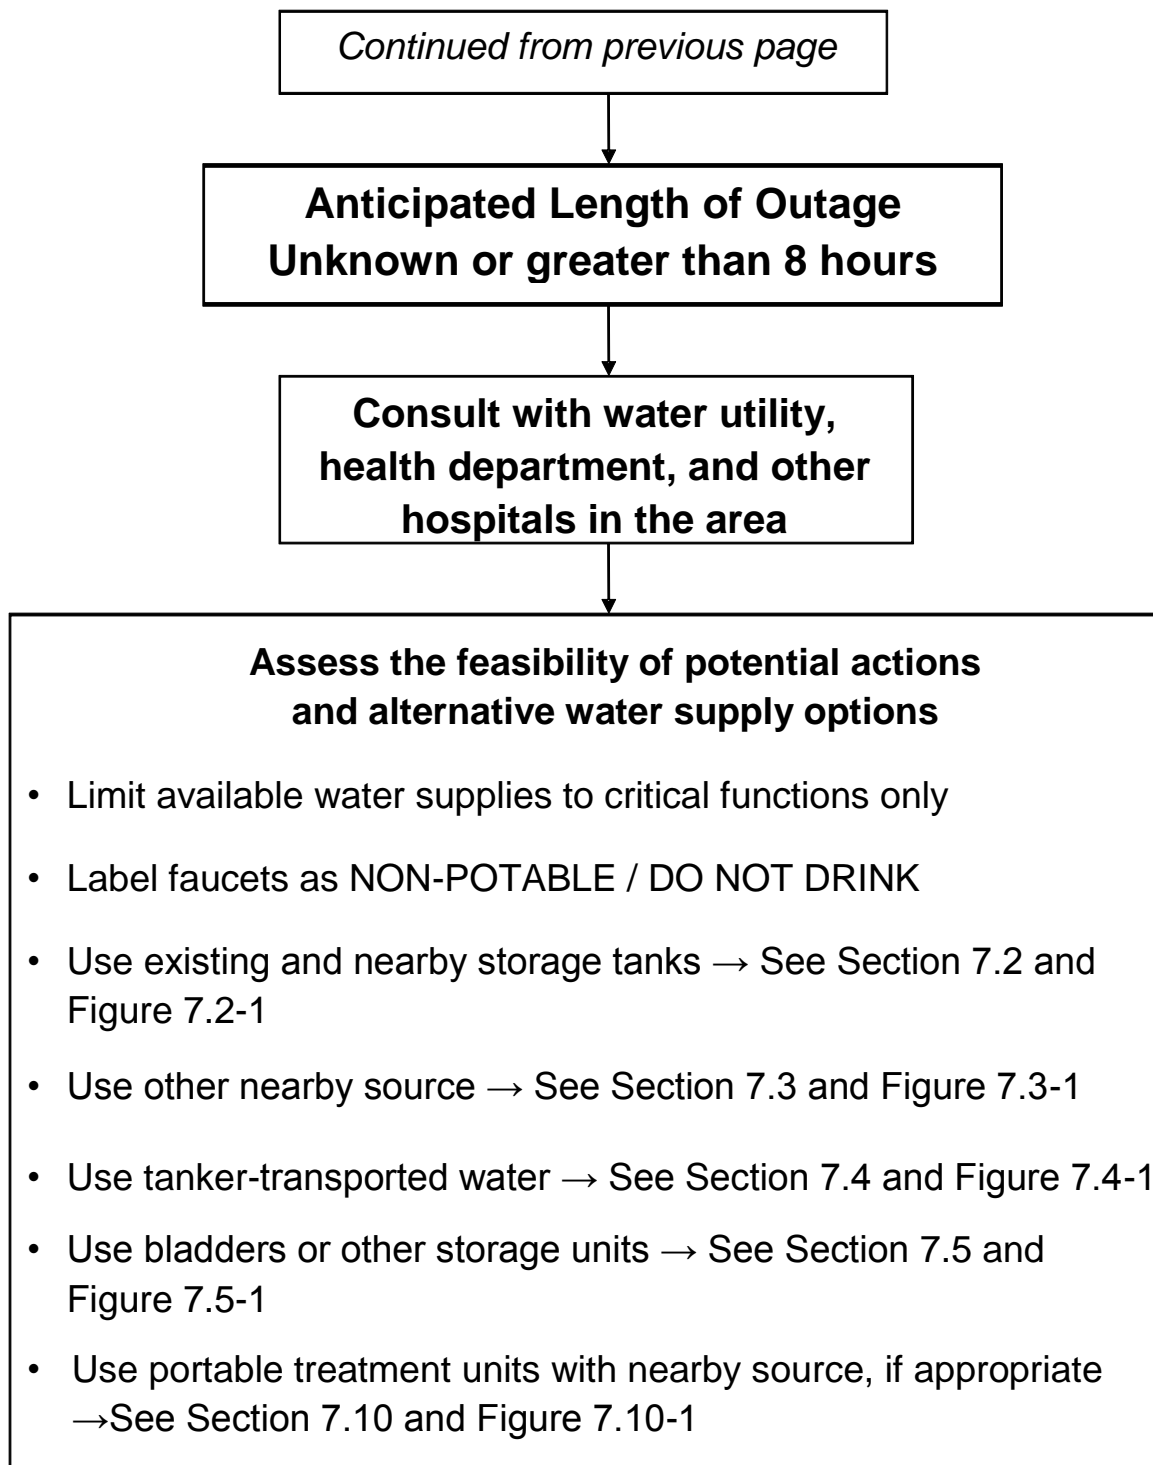 Continued from previous page
Anticipated Length of Outage
Unknown or greater than 8 hours
Consult with water utility,
health department, and other
hospitals in the area
Assess the feasibility of potential actions
and alternative water supply options
• Limit available water supplies to critical functions only
• Label faucets as NON-POTABLE / DO NOT DRINK
• Use existing and nearby storage tanks → See Section 7.2 and
Figure 7.2-1
• Use other nearby source → See Section 7.3 and Figure 7.3-1
• Use tanker-transported water → See Section 7.4 and Figure 7.4-1
• Use bladders or other storage units → See Section 7.5 and
Figure 7.5-1
• Use portable treatment units with nearby source, if appropriate
→See Section 7.10 and Figure 7.10-1